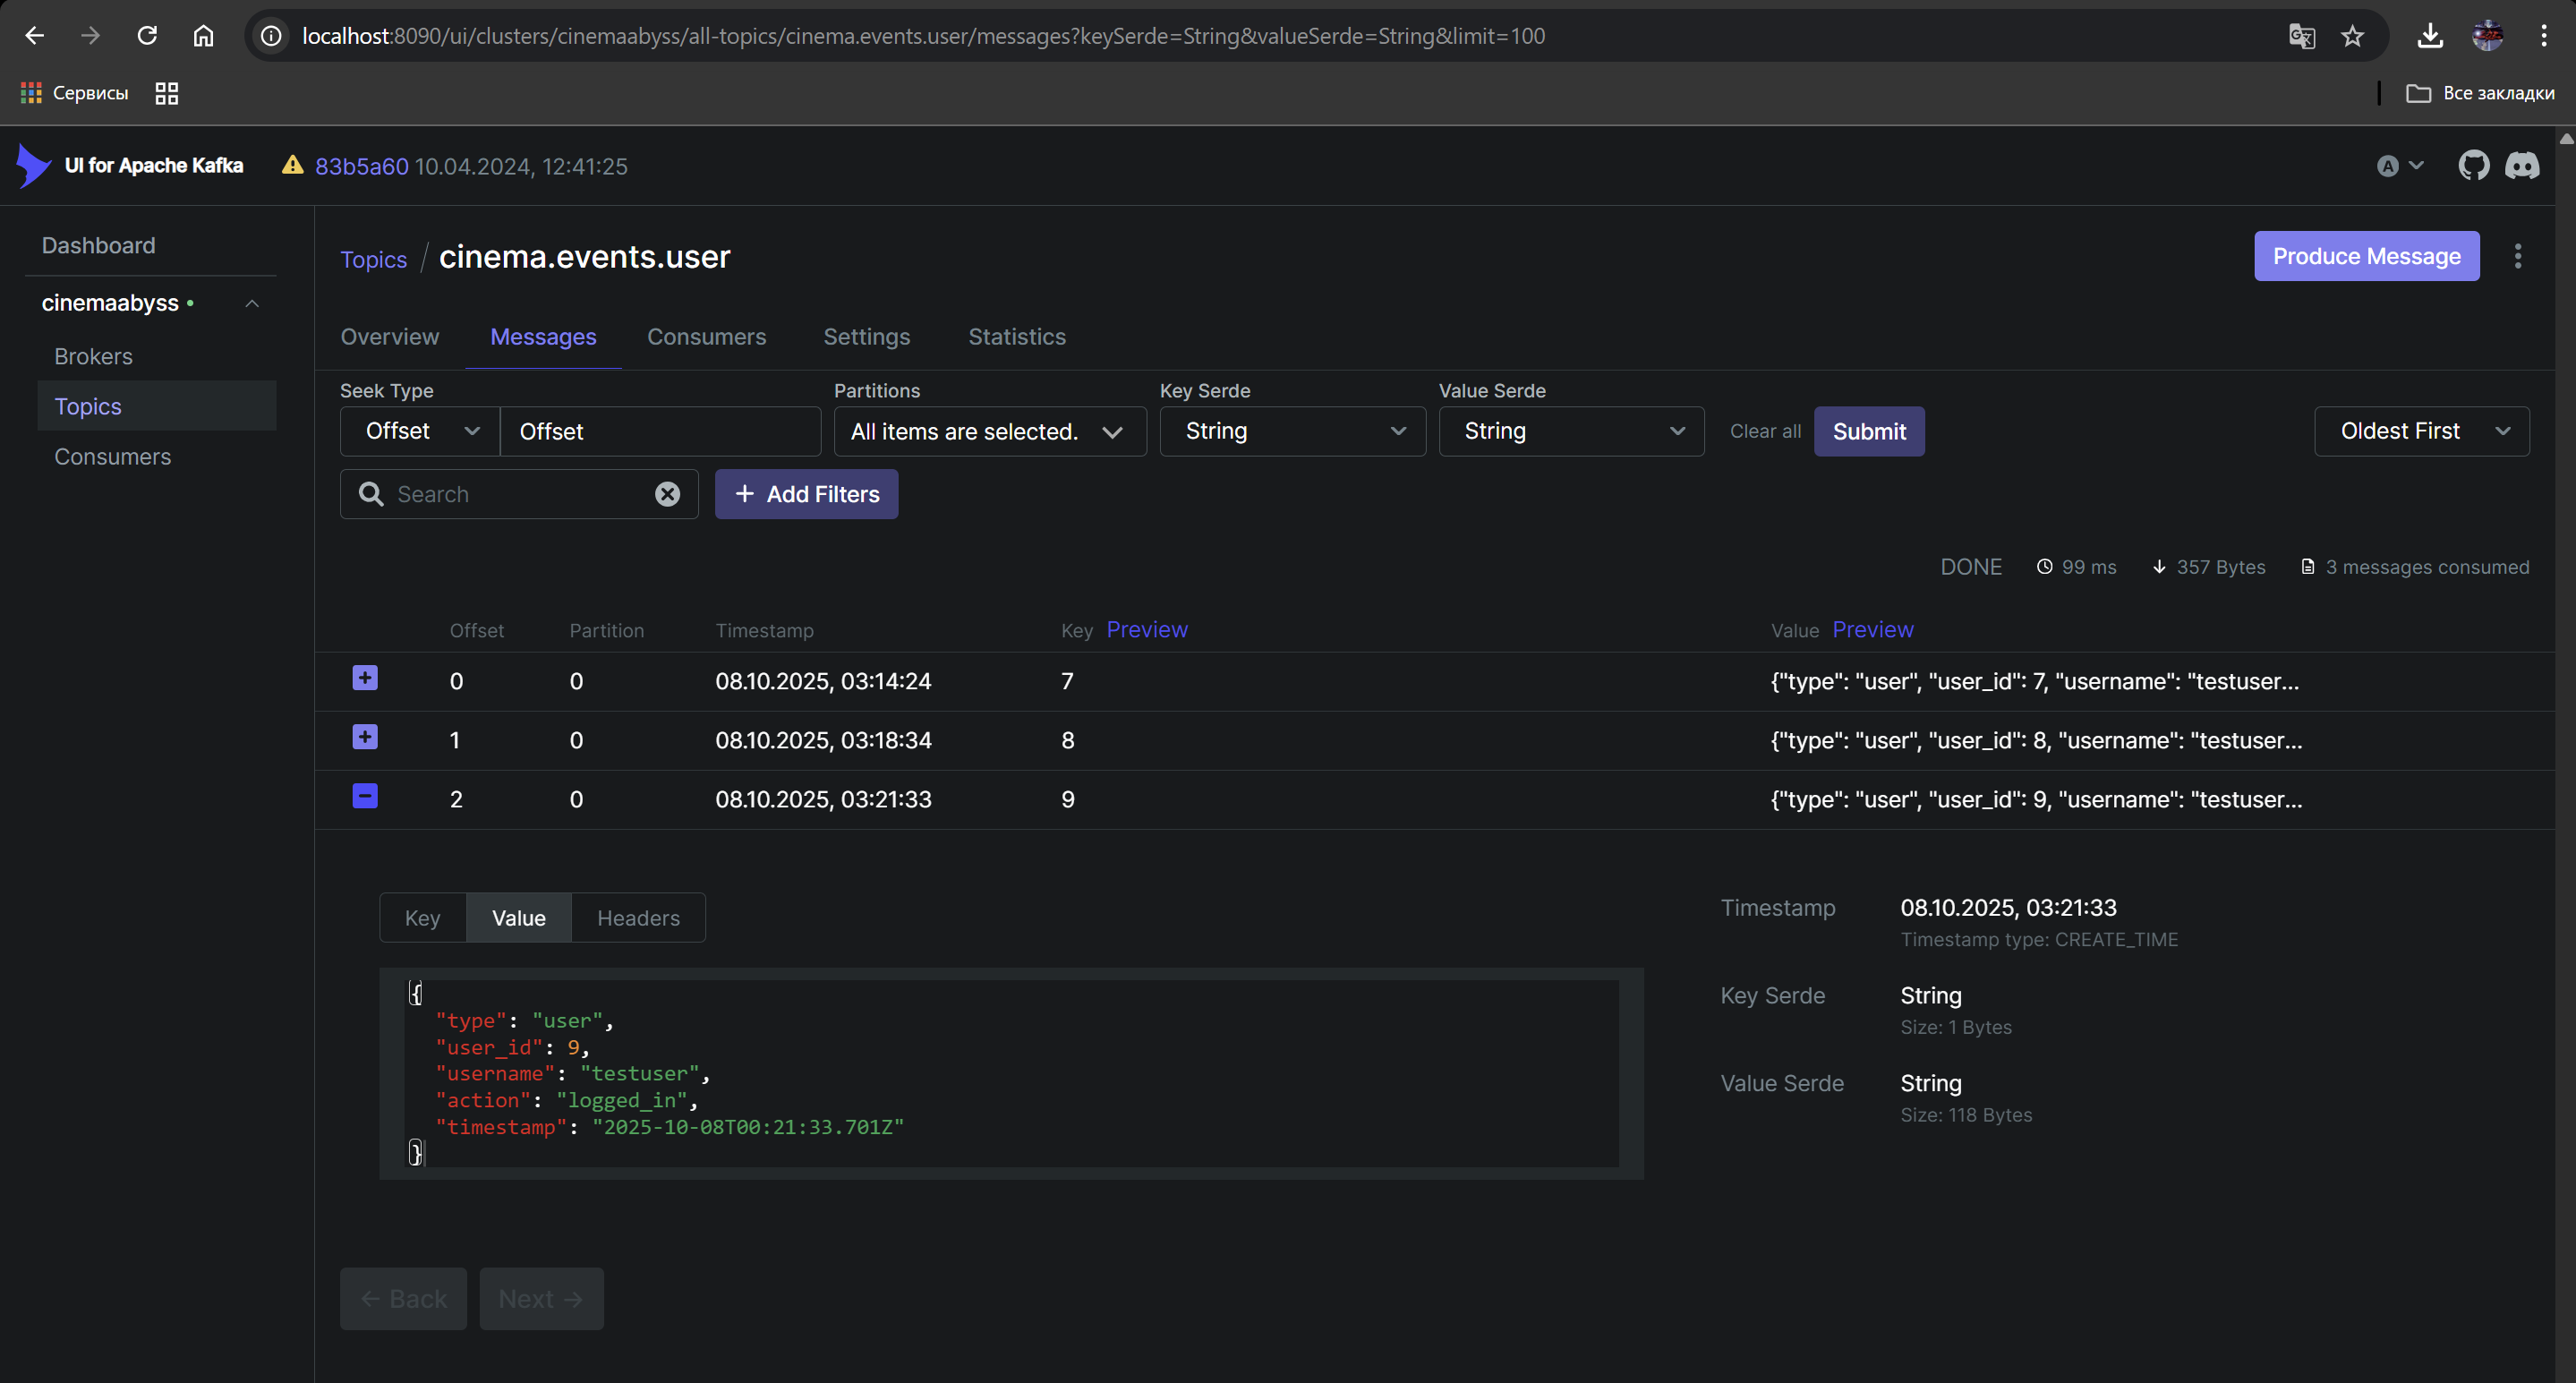 localhost:8090/ui/clusters/cinemaabyss/all-topics/cinema.events.user/messages?keySerde=String&valueSerde=String&limit=100
Сервисы
Все закладки
UI for Apache Kafka
83b5a60 10.04.2024, 12:41:25
A
Dashboard
cinemaabyss
Brokers
Topics
Consumers
Topics / cinema.events.user
Produce Message
Overview Messages Consumers Settings Statistics
Seek Type Partitions Key Serde Value Serde
Offset Offset All items are selected. String String Clear all Submit Oldest First
Search + Add Filters
DONE 99 ms 357 Bytes 3 messages consumed
Offset Partition Timestamp Key Preview Value Preview
0 0 08.10.2025, 03:14:24 7 {"type": "user", "user_id": 7, "username": "testuser...
1 0 08.10.2025, 03:18:34 8 {"type": "user", "user_id": 8, "username": "testuser...
2 0 08.10.2025, 03:21:33 9 {"type": "user", "user_id": 9, "username": "testuser...
Key Value Headers
{
"type": "user",
"user_id": 9,
"username": "testuser",
"action": "logged_in",
"timestamp": "2025-10-08T00:21:33.701Z"
}
Timestamp 08.10.2025, 03:21:33
Timestamp type: CREATE_TIME
Key Serde String
Size: 1 Bytes
Value Serde String
Size: 118 Bytes
← Back Next →